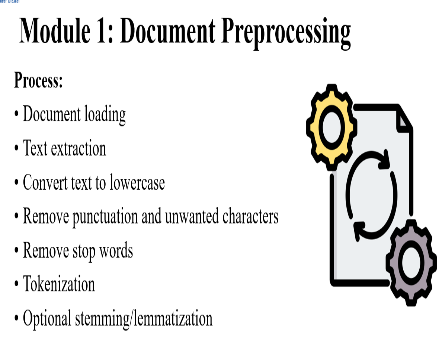 Module 1: Document Preprocessing
Process:
• Document loading
• Text extraction
• Convert text to lowercase
• Remove punctuation and unwanted characters
• Remove stop words
• Tokenization
• Optional stemming/lemmatization